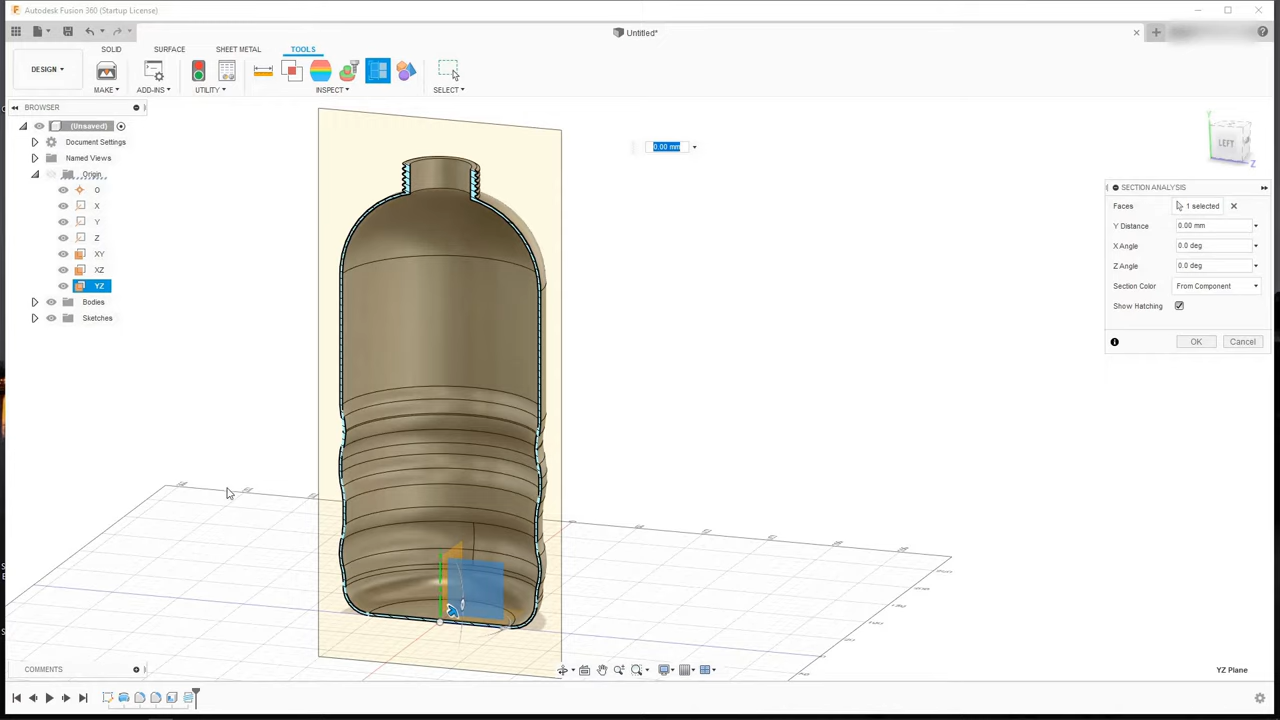 Autodesk Fusion 360 (Startup License)
Untitled*
SOLID SURFACE SHEET METAL TOOLS
DESIGN
MAKE ADD-INS UTILITY INSPECT SELECT
BROWSER
(Unsaved)
Document Settings
Named Views
Origin
O
X
Y
Z
XY
XZ
YZ
Bodies
Sketches
0.00 mm
LEFT
Y
Z
SECTION ANALYSIS
Faces 1 selected
Y Distance 0.00 mm
X Angle 0.0 deg
Z Angle 0.0 deg
Section Color From Component
Show Hatching
OK Cancel
COMMENTS
YZ Plane